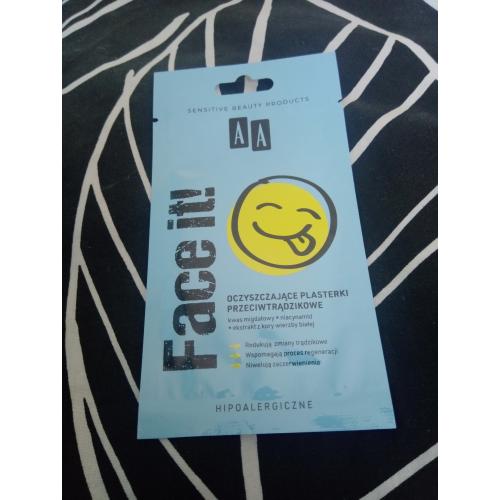 SENSITIVE BEAUTY PRODUCTS
AA
Face it!
OCZYSZCZAJĄCE PLASTERKI
PRZECIWTRĄDZIKOWE
kwas migdałowy • niacynamid
• ekstrakt z kory wierzby białej
Redukują zmiany trądzikowe
Wspomagają proces regeneracji
Niwelują zaczerwienienia
HIPOALERGICZNE